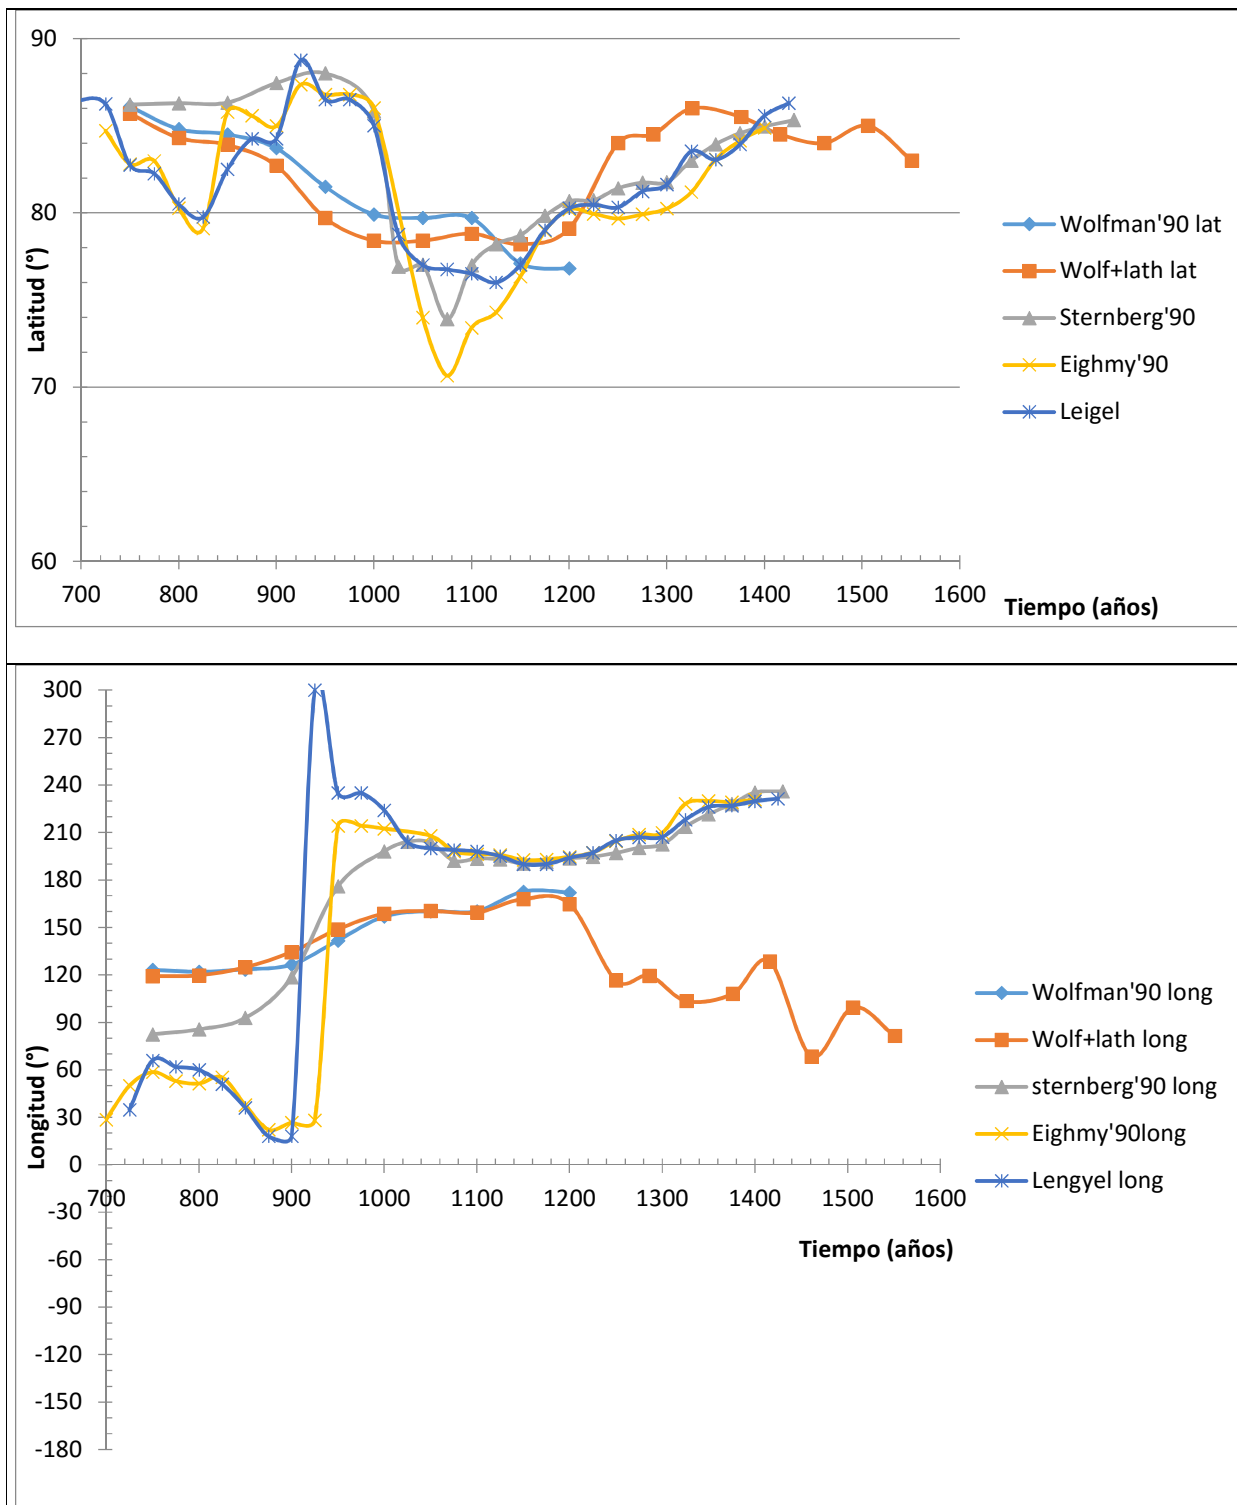 90
80
70
60
700 800 900 1000 1100 1200 1300 1400 1500 1600
Latitud (°)
Tiempo (años)
Wolfman'90 lat
Wolf+lath lat
Sternberg'90
Eighmy'90
Leigel
300
270
240
210
180
150
120
90
60
30
0
-30
-60
-90
-120
-150
-180
700 800 900 1000 1100 1200 1300 1400 1500 1600
Longitud (°)
Tiempo (años)
Wolfman'90 long
Wolf+lath long
sternberg'90 long
Eighmy'90long
Lengyel long